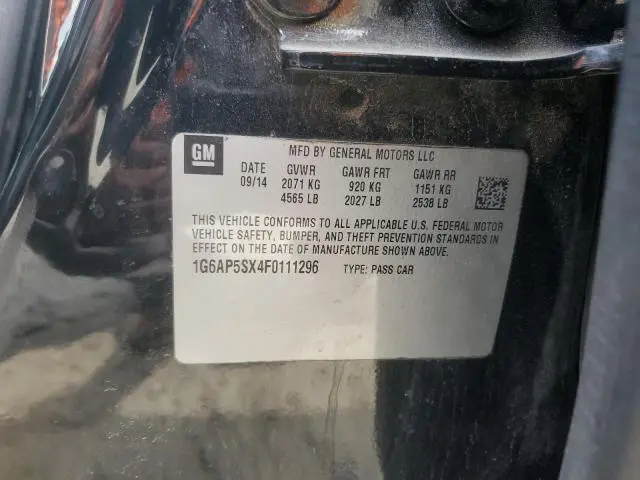 GM
MFD BY GENERAL MOTORS LLC
DATE GVWR GAWR FRT GAWR RR
09/14 2071 KG 920 KG 1151 KG
4565 LB 2027 LB 2538 LB
THIS VEHICLE CONFORMS TO ALL APPLICABLE U.S. FEDERAL MOTOR
VEHICLE SAFETY, BUMPER, AND THEFT PREVENTION STANDARDS IN
EFFECT ON THE DATE OF MANUFACTURE SHOWN ABOVE.
1G6AP5SX4F0111296 TYPE: PASS CAR